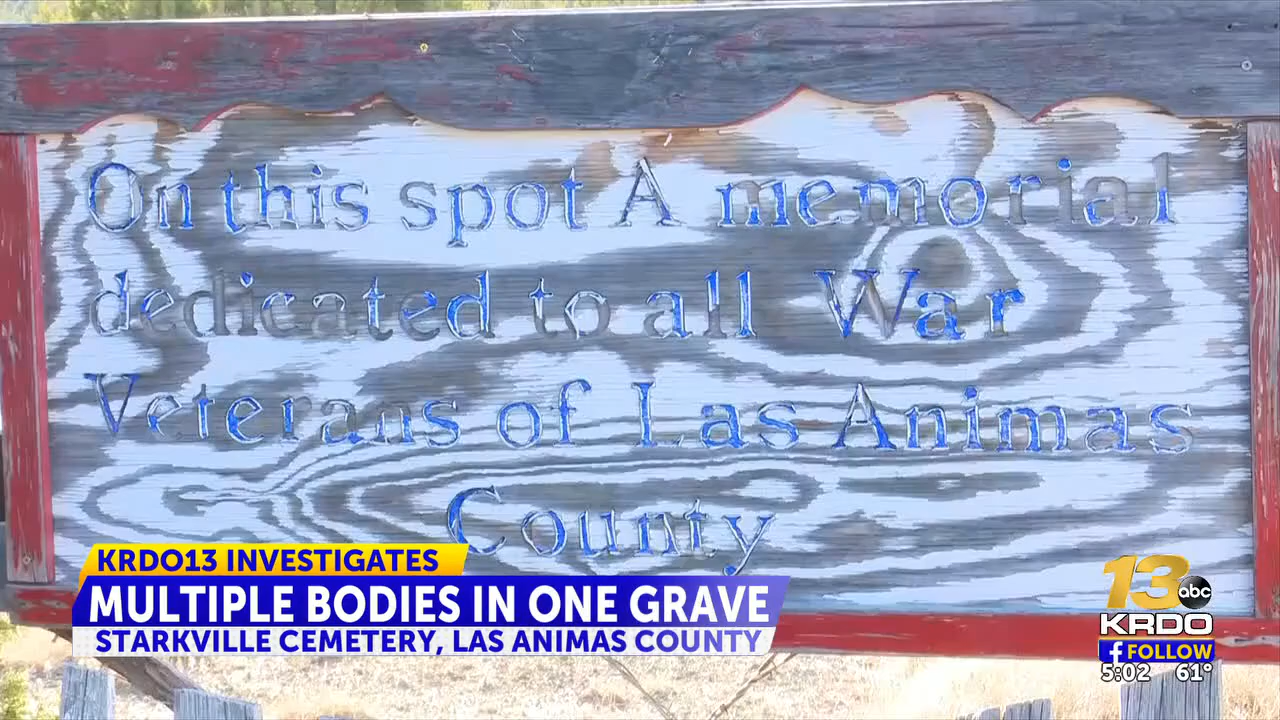 On this spot A memorial
dedicated to all War
Veterans of Las Animas
County
KRDO13 INVESTIGATES
MULTIPLE BODIES IN ONE GRAVE
STARKVILLE CEMETERY, LAS ANIMAS COUNTY
13 abc
KRDO
f FOLLOW
5:02 61°